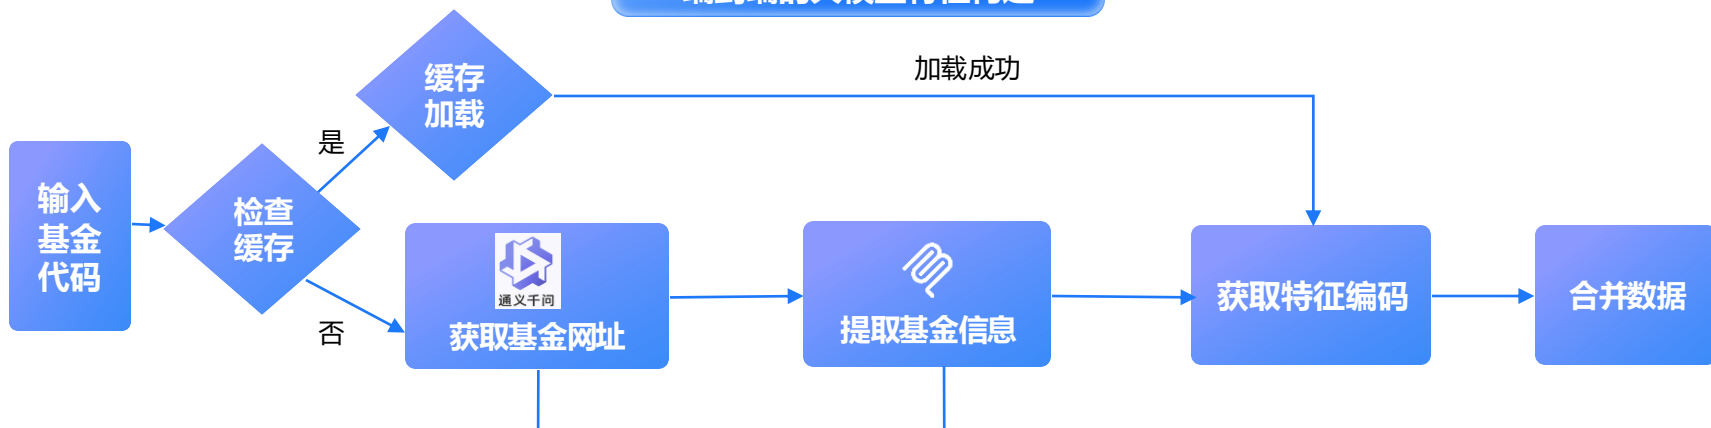 加载成功
缓存
加载
是
输入
基金
代码
检查
缓存
否
通义千问
获取基金网址
提取基金信息
获取特征编码
合并数据